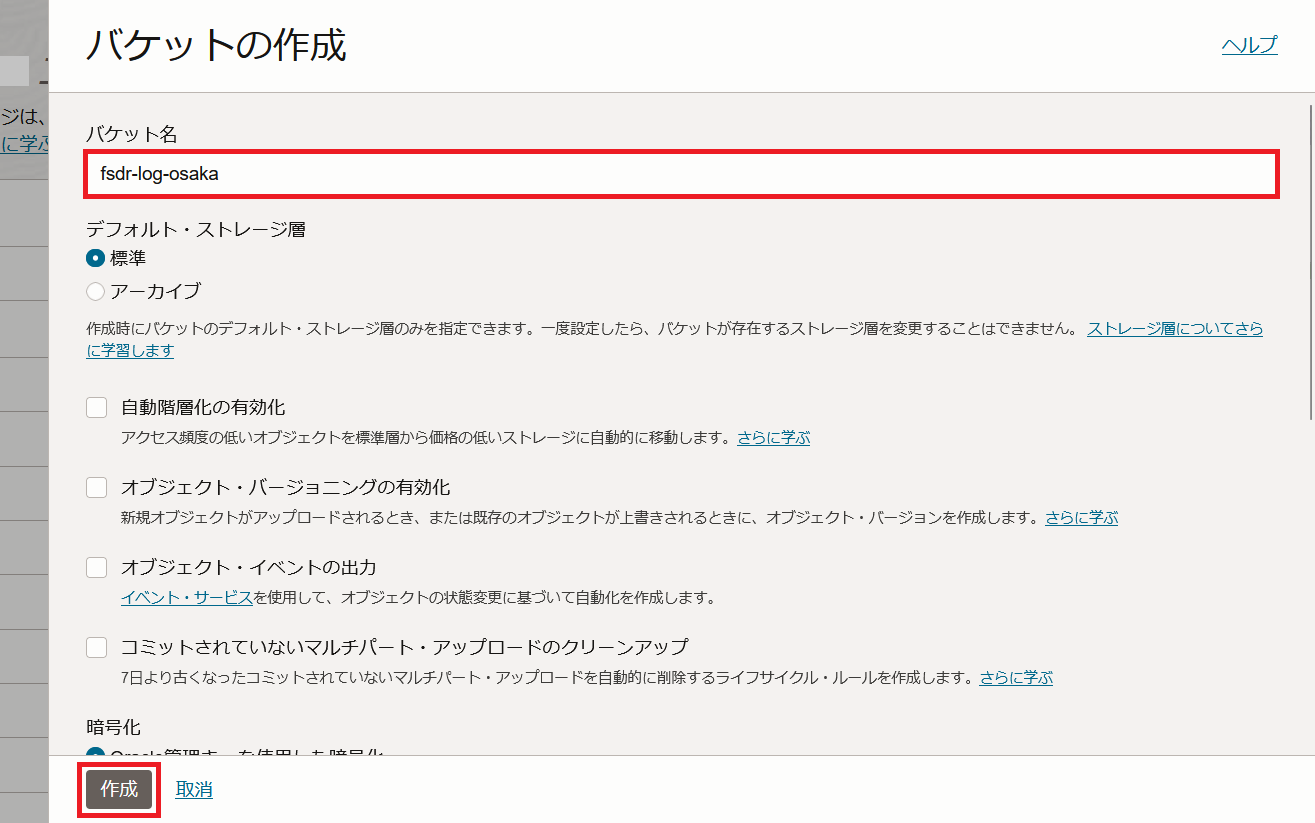 バケットの作成
ヘルプ
ジは、
に学ぶ
バケット名
fsdr-log-osaka
デフォルト・ストレージ層
標準
アーカイブ
作成時にバケットのデフォルト・ストレージ層のみを指定できます。一度設定したら、バケットが存在するストレージ層を変更することはできません。 ストレージ層についてさら
に学習します
自動階層化の有効化
アクセス頻度の低いオブジェクトを標準層から価格の低いストレージに自動的に移動します。さらに学ぶ
オブジェクト・バージョニングの有効化
新規オブジェクトがアップロードされるとき、または既存のオブジェクトが上書きされるときに、オブジェクト・バージョンを作成します。さらに学ぶ
オブジェクト・イベントの出力
イベント・サービスを使用して、オブジェクトの状態変更に基づいて自動化を作成します。
コミットされていないマルチパート・アップロードのクリーンアップ
7日より古くなったコミットされていないマルチパート・アップロードを自動的に削除するライフサイクル・ルールを作成します。さらに学ぶ
暗号化
Oracle管理キーを使用した暗号化
作成
取消